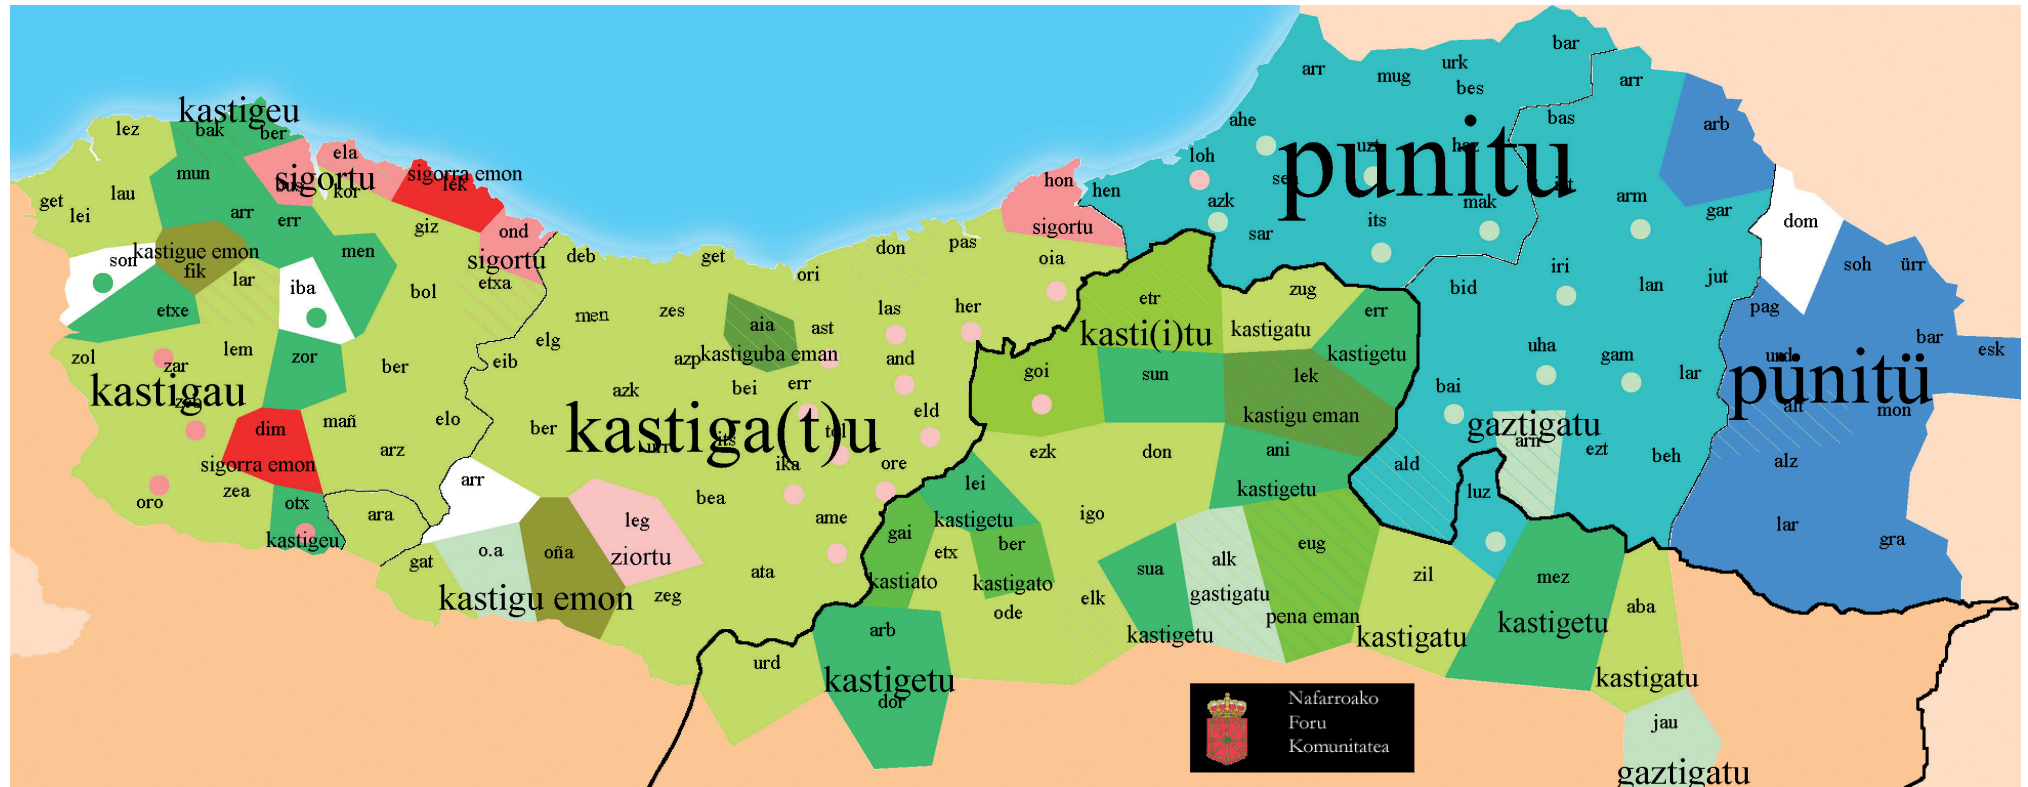 kastigeu
lez
bak
ber
mun
sigortu
ela
kor
sigorra emon
lek
get
lei
lau
arr
err
giz
ond
sigortu
etxa
son
kastigue emon
fik
lar
iba
men
bol
etxe
zol
zar
lem
zor
ber
kastigau
dim
mañ
elo
arz
sigorra emon
oro
zea
otx
kastigeu
ara
deb
get
ori
don
pas
oia
hon
sigortu
men
zes
aia
ast
las
her
elg
eib
azp
kastiguba eman
and
azk
bei
err
eld
ber
kastiga(t)u
ika
ore
arr
bea
ame
leg
ziortu
gat
o.a
oña
ata
kastigu emon
zeg
hen
loh
ahe
arr
mug
urk
bes
bar
arr
bas
arb
punitu
azk
sar
its
mak
arm
gar
dom
bid
iri
lan
jut
soh
ürr
pag
bar
esk
uha
gam
lar
bai
punitü
alt
mon
gaztigatu
arn
ezt
beh
alz
ald
luz
lar
gra
etr
zug
err
kasti(i)tu
kastigatu
kastigetu
goi
sun
lek
kastigu eman
ezk
don
ani
kastigetu
lei
kastigetu
igo
gai
etx
ber
kastiato
kastigato
ode
elk
sua
alk
eug
gastigatu
kastigetu
pena eman
zil
kastigatu
mez
kastigetu
aba
kastigatu
urd
arb
kastigetu
dor
jau
gaztigatu
Nafarroako
Foru
Komunitatea